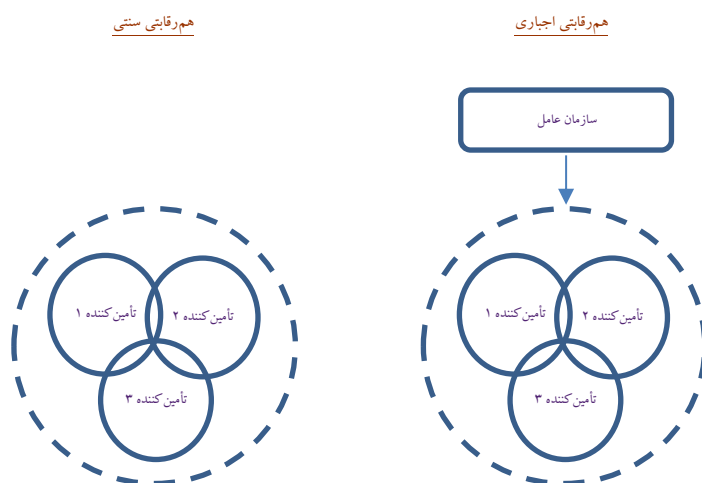 هم‌رقابتی اجباری
سازمان عامل
تأمین‌کننده ۱
تأمین‌کننده ۲
تأمین‌کننده ۳
هم‌رقابتی سنتی
تأمین‌کننده ۱
تأمین‌کننده ۲
تأمین‌کننده ۳